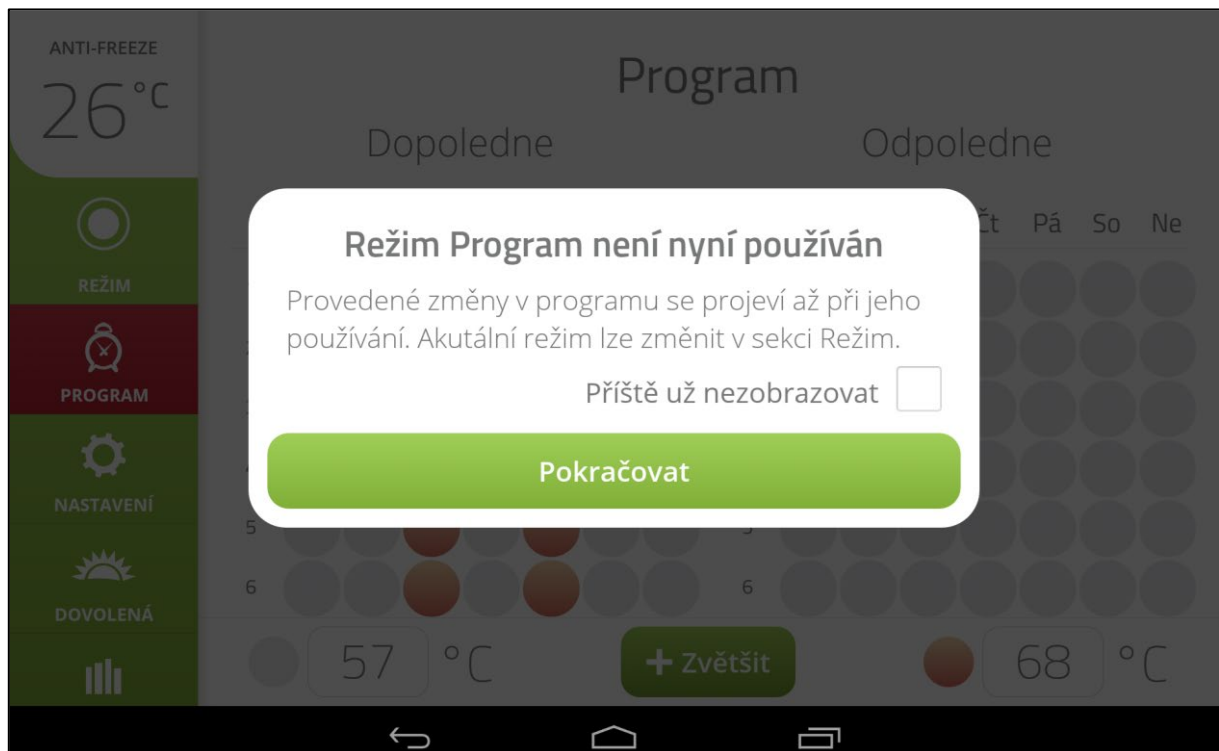 ANTI-FREEZE
26 °C
REŽIM
PROGRAM
NASTAVENÍ
DOVOLENÁ
Program
Dopoledne
Odpoledne
Čt Pá So Ne
Režim Program není nyní používán
Provedené změny v programu se projeví až při jeho
používání. Akutální režim lze změnit v sekci Režim.
Příště už nezobrazovat
Pokračovat
5
6
6
57 °C
+ Zvětšit
68 °C